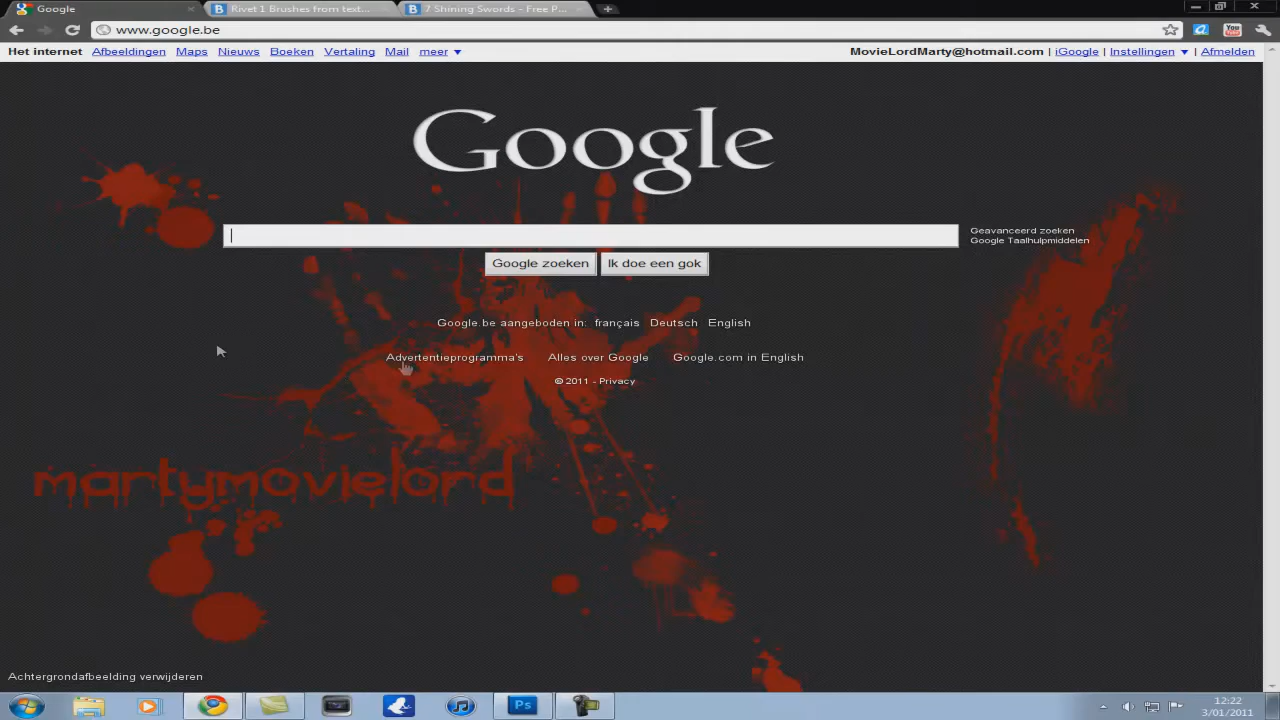 Google
Rivet 1 Brushes from text...
7 Shining Swords - Free P...
www.google.be
Het internet Afbeeldingen Maps Nieuws Boeken Vertaling Mail meer
MovieLordMarty@hotmail.com | iGoogle | Instellingen | Afmelden
Google
Geavanceerd zoeken
Google Taalhulpmiddelen
Google zoeken
Ik doe een gok
Google.be aangeboden in: français Deutsch English
Advertentieprogramma's Alles over Google Google.com in English
© 2011 - Privacy
martymovielord
Achtergrondafbeelding verwijderen
Ps
12:22
3/01/2011